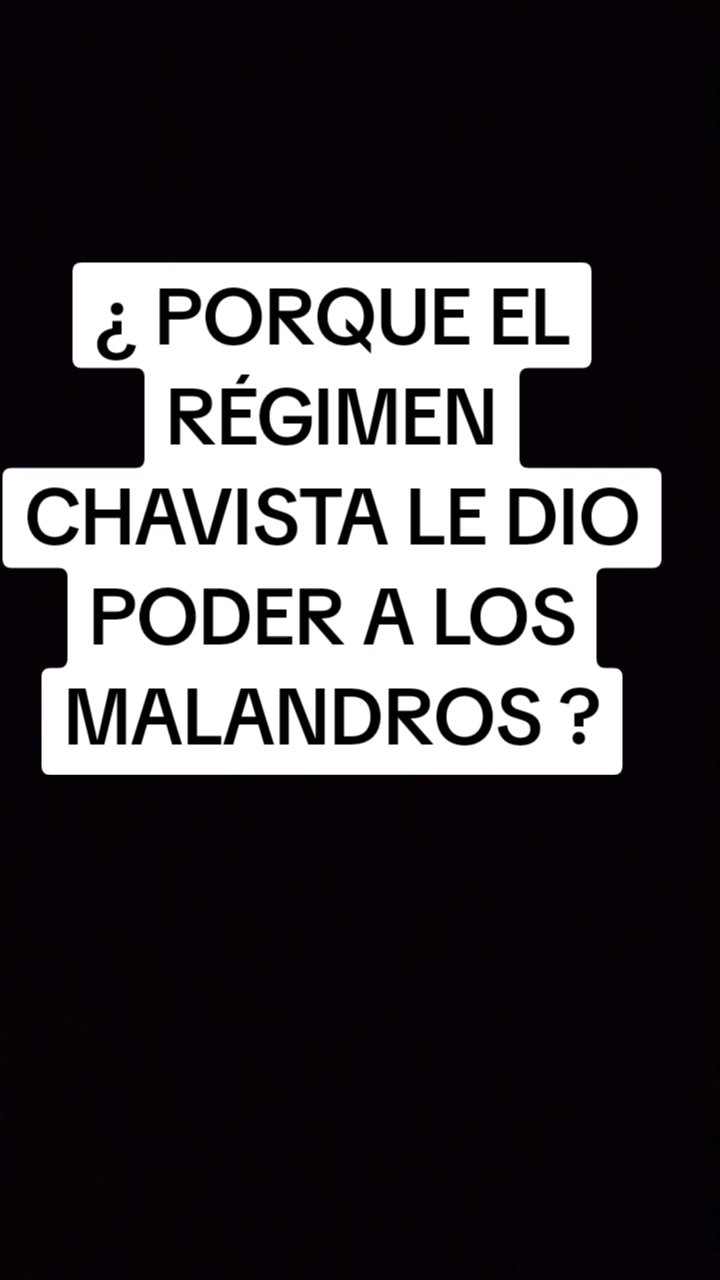 ¿ PORQUE EL
RÉGIMEN
CHAVISTA LE DIO
PODER A LOS
MALANDROS ?